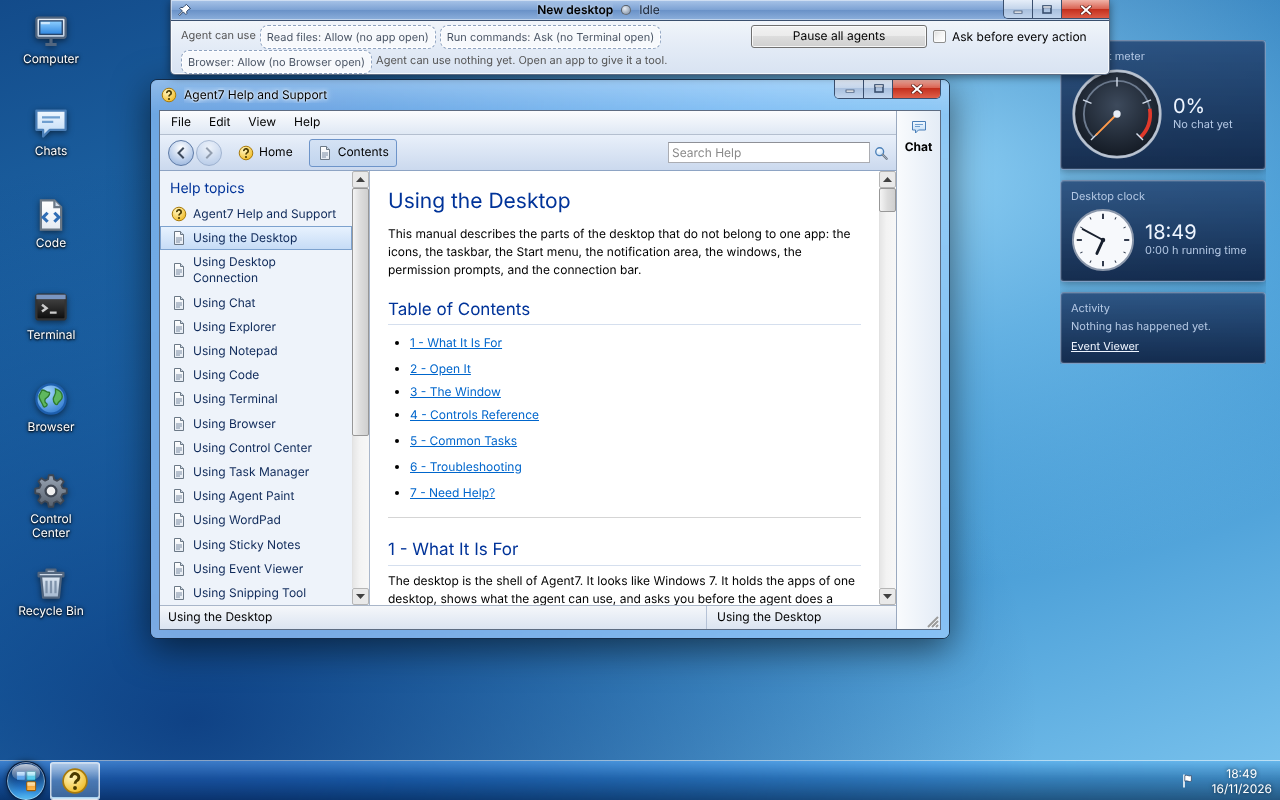 New desktop Idle
Agent can use Read files: Allow (no app open) Run commands: Ask (no Terminal open)
Browser: Allow (no Browser open) Agent can use nothing yet. Open an app to give it a tool.
Pause all agents Ask before every action
Computer
Chats
Code
Terminal
Browser
Control
Center
Recycle Bin
Agent7 Help and Support
File Edit View Help
Home Contents Search Help
Chat
Help topics
Agent7 Help and Support
Using the Desktop
Using Desktop
Connection
Using Chat
Using Explorer
Using Notepad
Using Code
Using Terminal
Using Browser
Using Control Center
Using Task Manager
Using Agent Paint
Using WordPad
Using Sticky Notes
Using Event Viewer
Using Snipping Tool
Using the Desktop
This manual describes the parts of the desktop that do not belong to one app: the
icons, the taskbar, the Start menu, the notification area, the windows, the
permission prompts, and the connection bar.
Table of Contents
1 - What It Is For
2 - Open It
3 - The Window
4 - Controls Reference
5 - Common Tasks
6 - Troubleshooting
7 - Need Help?
1 - What It Is For
The desktop is the shell of Agent7. It looks like Windows 7. It holds the apps of one
desktop, shows what the agent can use, and asks you before the agent does a
Using the Desktop Using the Desktop
meter
0%
No chat yet
Desktop clock
18:49
0:00 h running time
Activity
Nothing has happened yet.
Event Viewer
18:49
16/11/2026